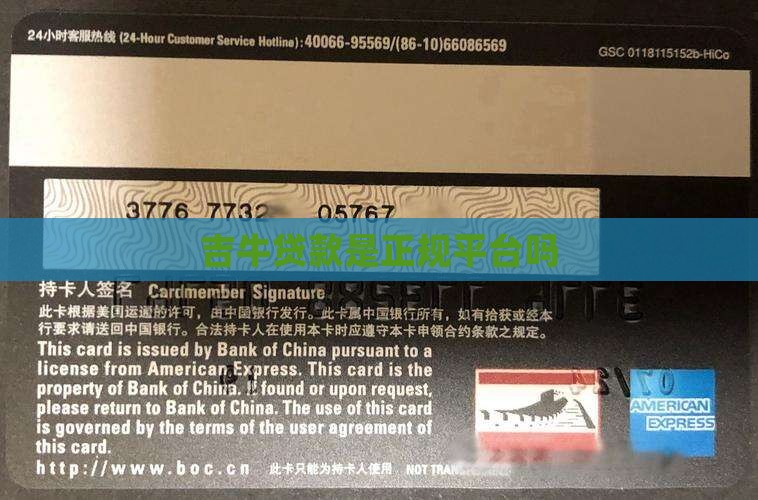 24小时客服热线 (24-Hour Customer Service Hotline):40066-95569/(86-10)66086569
GSC 0118115152b-HiCo
3776 7732 05767
吉牛贷款是正规平台吗
持卡人签名 Cardmember Signature
此卡根据美国运通的许可，由中国银行发行。此卡属中国银行所有，如有拾获或经本
行要求请送回中国银行。合法持卡人在使用本卡时应遵守本卡申领合约条款之规定。
This card is issued by Bank of China pursuant to a
license from American Express. This card is the
property of Bank of China. If found or upon request,
please return to Bank of China. The use of this card
is governed by the terms of the user agreement of
this card.
AMERICAN
EXPRESS
http://www.boc.cn 此卡只能为持卡人使用 NOT